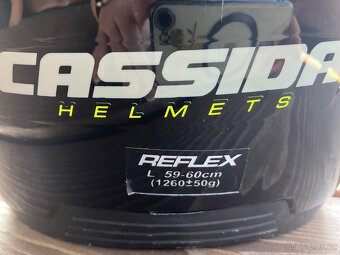 CASSIDA
HELMETS
REFLEX
L 59-60cm
(1260±50g)